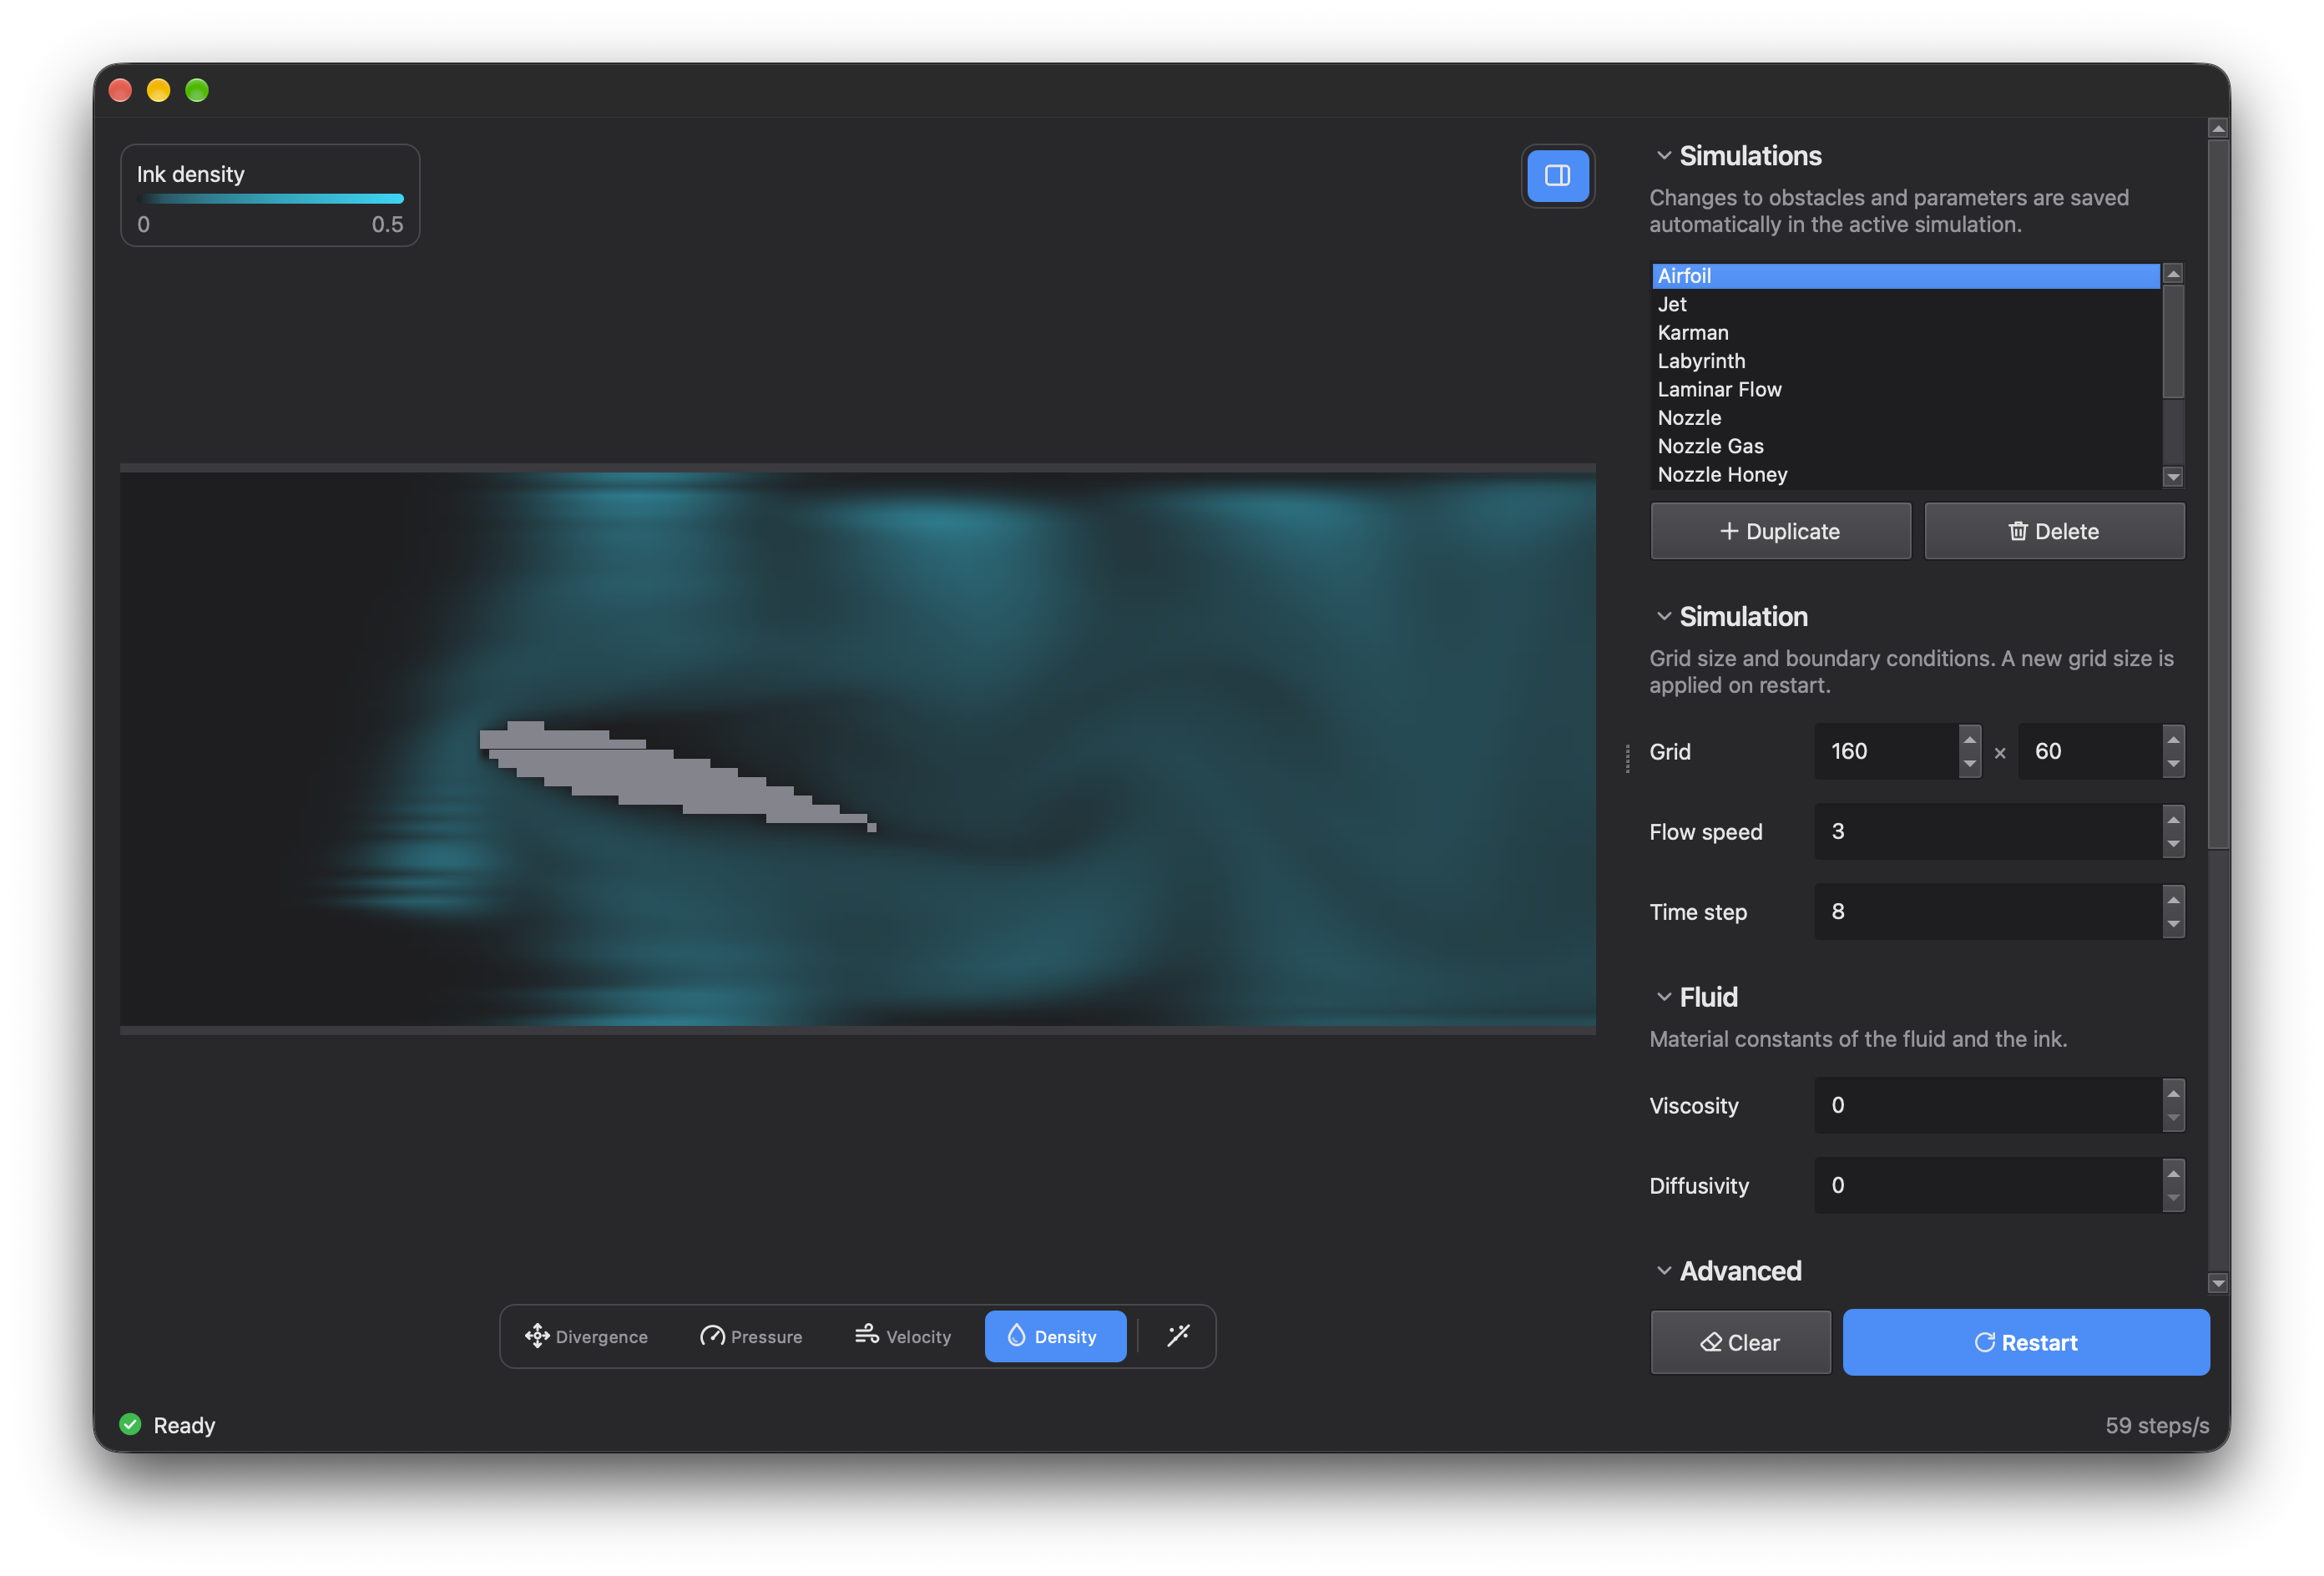 Ink density
0 0.5
Simulations
Changes to obstacles and parameters are saved
automatically in the active simulation.
Airfoil
Jet
Karman
Labyrinth
Laminar Flow
Nozzle
Nozzle Gas
Nozzle Honey
Duplicate
Delete
Simulation
Grid size and boundary conditions. A new grid size is
applied on restart.
Grid 160 × 60
Flow speed 3
Time step 8
Fluid
Material constants of the fluid and the ink.
Viscosity 0
Diffusivity 0
Advanced
Divergence Pressure Velocity Density
Clear Restart
Ready
59 steps/s